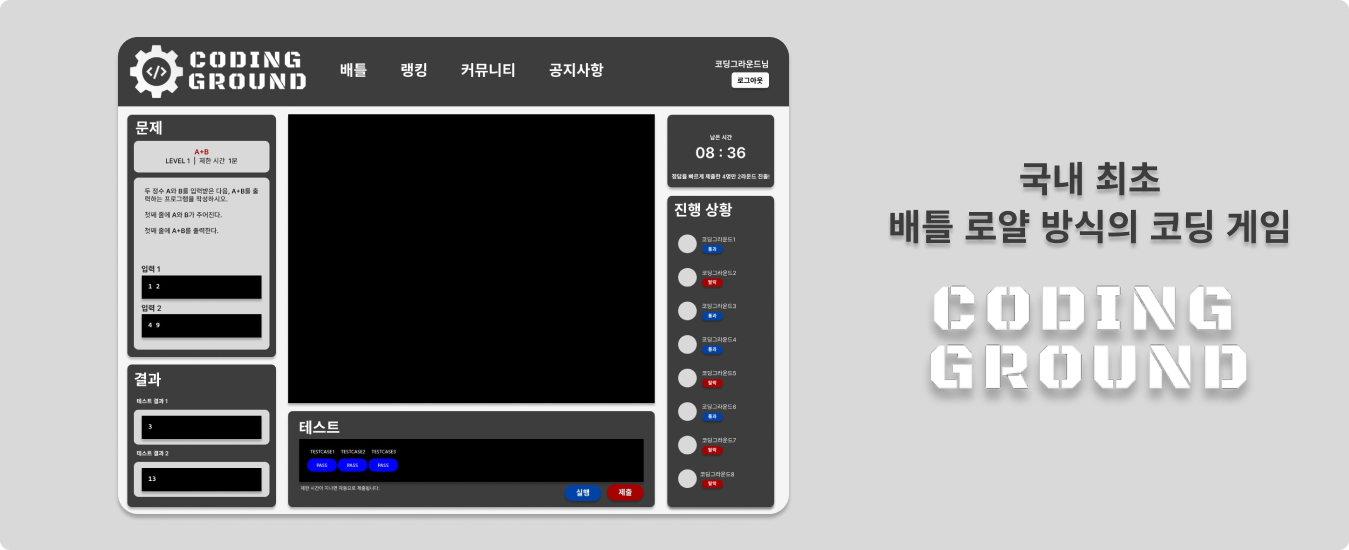 CODING
GROUND
배틀
랭킹
커뮤니티
공지사항
코딩그라운드님
로그아웃
문제
A+B
LEVEL 1 | 제한 시간 1분
두 정수 A와 B를 입력받은 다음, A+B를 출
력하는 프로그램을 작성하시오.
첫째 줄에 A와 B가 주어진다.
첫째 줄에 A+B를 출력한다.
입력 1
1 2
입력 2
4 9
결과
테스트 결과 1
3
테스트 결과 2
13
테스트
TESTCASE1 TESTCASE2 TESTCASE3
PASS PASS PASS
제한 시간이 지나면 자동으로 제출됩니다.
실행
제출
남은 시간
08 : 36
정답을 빠르게 제출한 4명만 2라운드 진출!
진행 상황
코딩그라운드1
통과
코딩그라운드2
탈락
코딩그라운드3
통과
코딩그라운드4
통과
코딩그라운드5
탈락
코딩그라운드6
통과
코딩그라운드7
탈락
코딩그라운드8
탈락
국내 최초
배틀 로얄 방식의 코딩 게임
CODING
GROUND